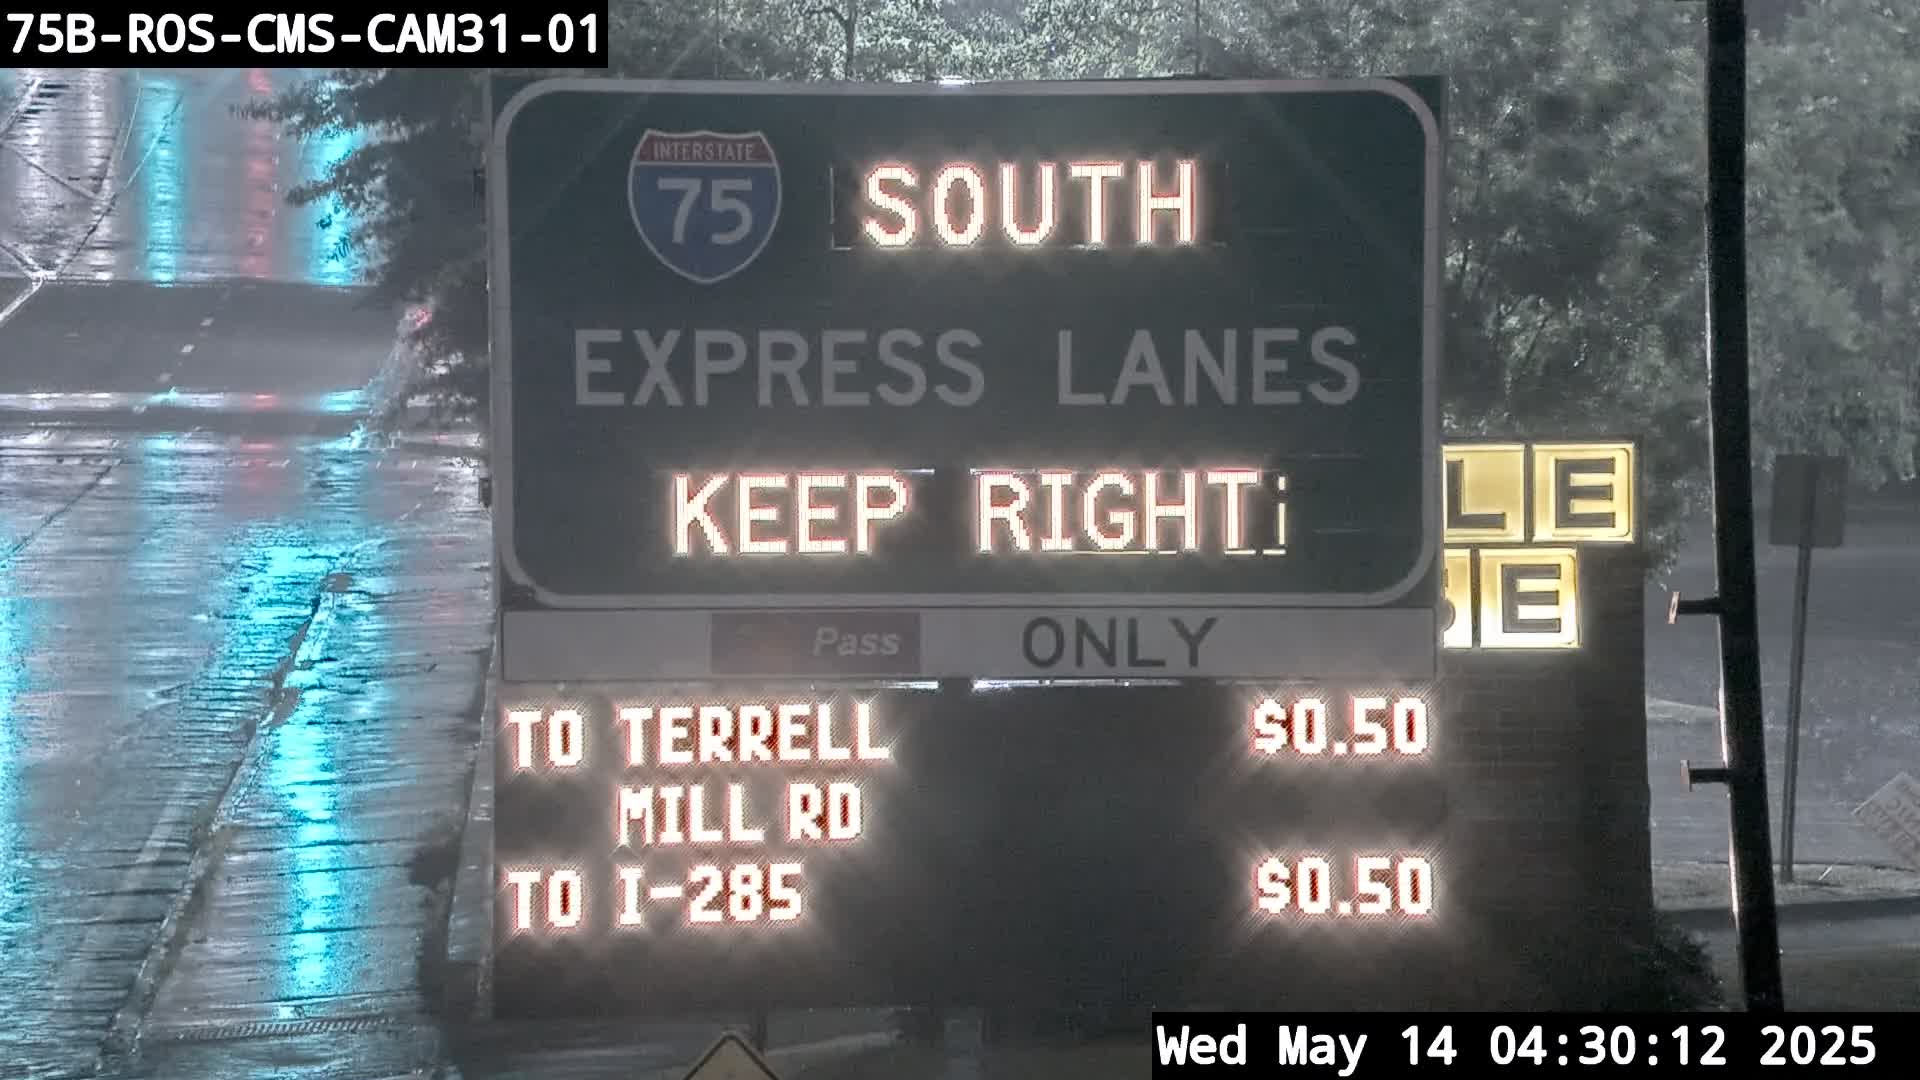 75B-ROS-CMS-CAM31-01
INTERSTATE
75
SOUTH
EXPRESS LANES
KEEP RIGHT
LE
E
Pass ONLY
TO TERRELL $0.50
MILL RD
TO I-285 $0.50
Wed May 14 04:30:12 2025